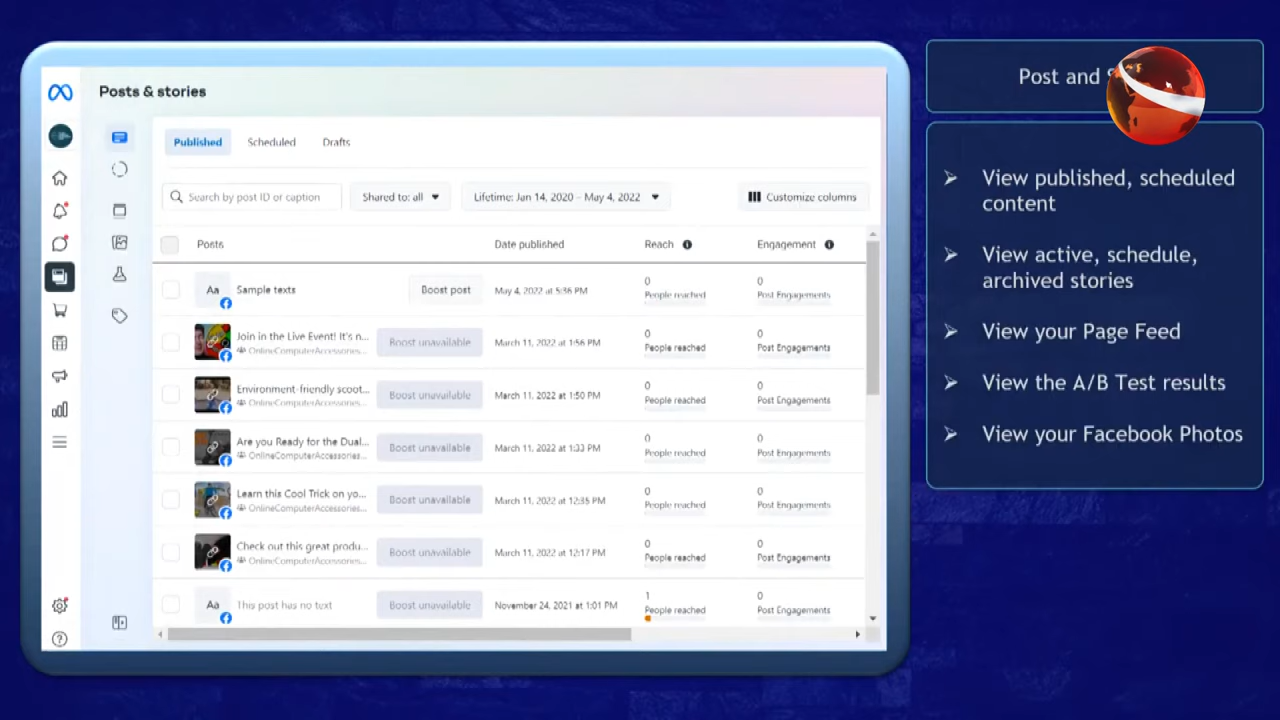 Posts & stories
Published
Scheduled
Drafts
Search by post ID or caption
Shared to: all
Lifetime: Jan 14, 2020 – May 4, 2022
Customize columns
Posts
Date published
Reach
Engagement
Aa
Sample texts
Boost post
May 4, 2022 at 5:36 PM
0
People reached
0
Post Engagements
Join in the Live Event! It's n...
OnlineComputerAccessories...
Boost unavailable
March 11, 2022 at 1:56 PM
0
People reached
0
Post Engagements
Environment-friendly scoot...
OnlineComputerAccessories...
Boost unavailable
March 11, 2022 at 1:50 PM
0
People reached
0
Post Engagements
Are you Ready for the Dual...
OnlineComputerAccessories...
Boost unavailable
March 11, 2022 at 1:33 PM
0
People reached
0
Post Engagements
Learn this Cool Trick on yo...
OnlineComputerAccessories...
Boost unavailable
March 11, 2022 at 12:35 PM
0
People reached
0
Post Engagements
Check out this great produ...
OnlineComputerAccessories...
Boost unavailable
March 11, 2022 at 12:17 PM
0
People reached
0
Post Engagements
Aa
This post has no text
Boost unavailable
November 24, 2021 at 1:01 PM
1
People reached
0
Post Engagements
Post and
View published, scheduled
content
View active, schedule,
archived stories
View your Page Feed
View the A/B Test results
View your Facebook Photos